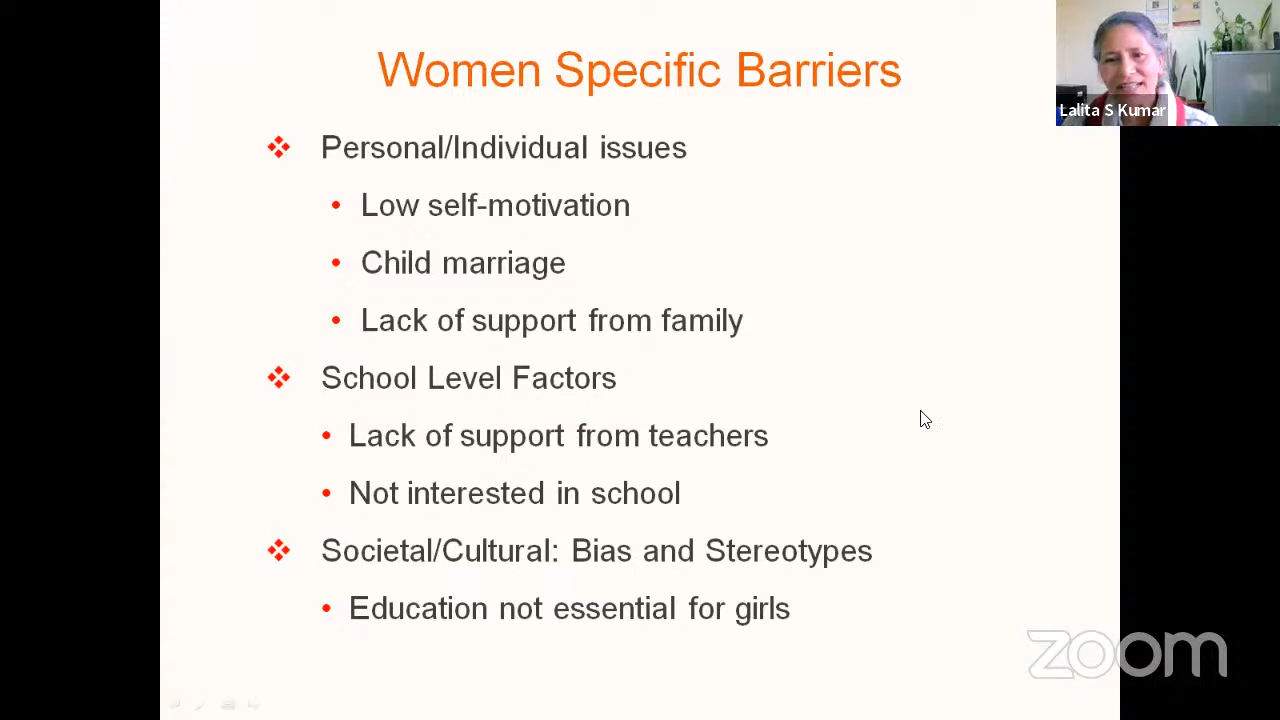 Women Specific Barriers
Lalita S Kumar
Personal/Individual issues
Low self-motivation
Child marriage
Lack of support from family
School Level Factors
Lack of support from teachers
Not interested in school
Societal/Cultural: Bias and Stereotypes
Education not essential for girls
zoom